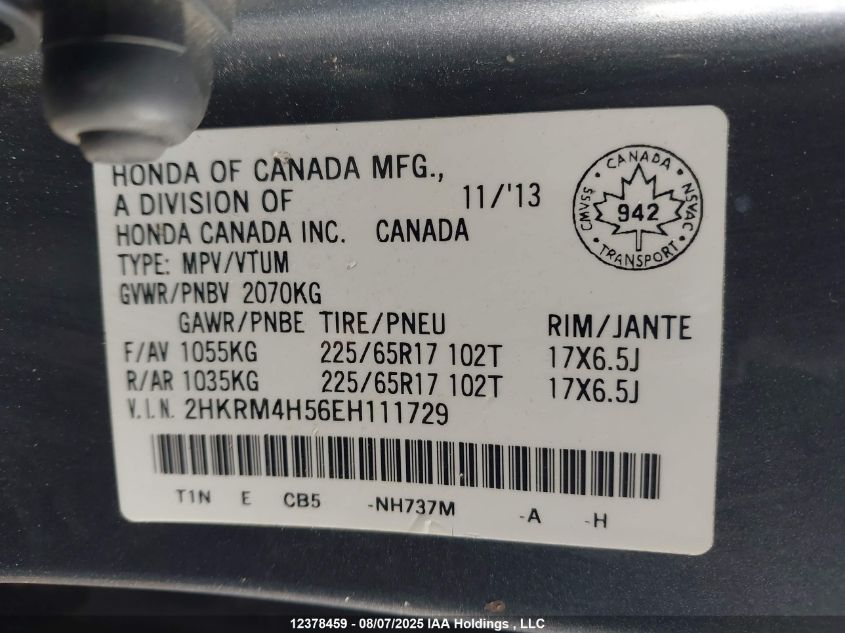 HONDA OF CANADA MFG.,
A DIVISION OF 11/'13
HONDA CANADA INC. CANADA
TYPE: MPV/VTUM
GVWR/PNBV 2070KG
GAWR/PNBE TIRE/PNEU RIM/JANTE
F/AV 1055KG 225/65R17 102T 17X6.5J
R/AR 1035KG 225/65R17 102T 17X6.5J
V.I.N. 2HKRM4H56EH111729
T1N E CB5 -NH737M -A -H
CANADA
CMVSS 942 NSVAC
TRANSPORT
12378459 - 08/07/2025 IAA Holdings , LLC